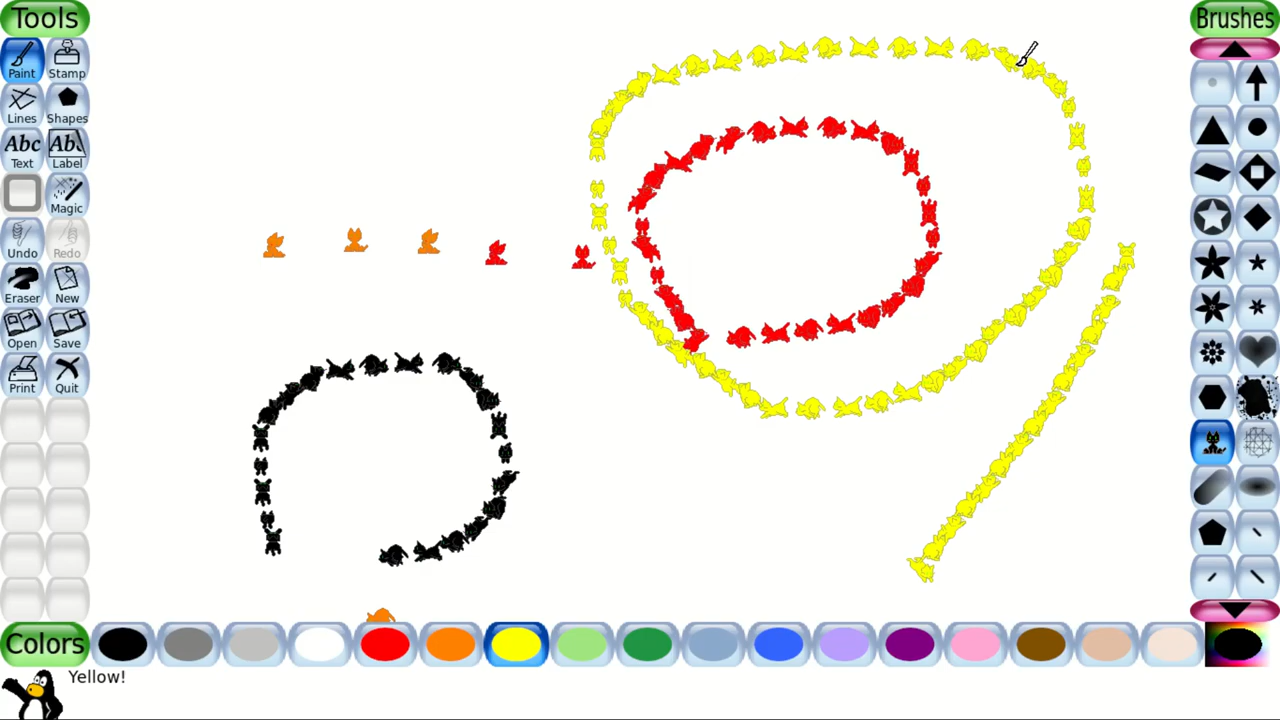 Tools
Brushes
Paint
Stamp
Lines
Shapes
Abc
Abc
Text
Label
Magic
Undo
Redo
Eraser
New
Open
Save
Print
Quit
Colors
Yellow!